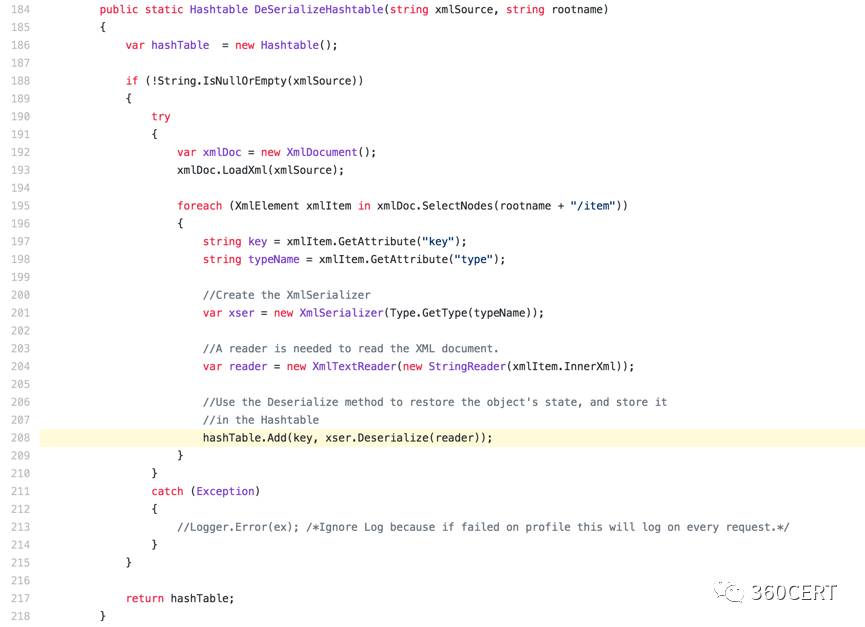 184 public static Hashtable DeSerializeHashtable(string xmlSource, string rootname)
185 {
186 var hashTable  = new Hashtable();
187
188 if (!String.IsNullOrEmpty(xmlSource))
189 {
190 try
191 {
192 var xmlDoc = new XmlDocument();
193 xmlDoc.LoadXml(xmlSource);
194
195 foreach (XmlElement xmlItem in xmlDoc.SelectNodes(rootname + "/item"))
196 {
197 string key = xmlItem.GetAttribute("key");
198 string typeName = xmlItem.GetAttribute("type");
199
200 //Create the XmlSerializer
201 var xser = new XmlSerializer(Type.GetType(typeName));
202
203 //A reader is needed to read the XML document.
204 var reader = new XmlTextReader(new StringReader(xmlItem.InnerXml));
205
206 //Use the Deserialize method to restore the object's state, and store it
207 //in the Hashtable
208 hashTable.Add(key, xser.Deserialize(reader));
209 }
210 }
211 catch (Exception)
212 {
213 //Logger.Error(ex); /*Ignore Log because if failed on profile this will log on every request.*/
214 }
215 }
216
217 return hashTable;
218 }
360CERT